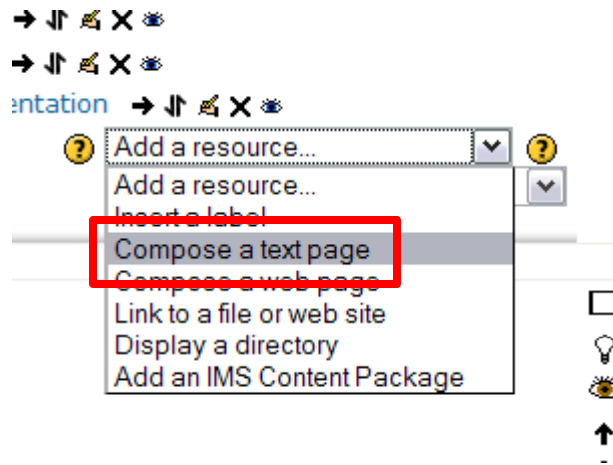 entation
Add a resource...
Add a resource...
Insert a label
Compose a text page
Compose a web page
Link to a file or web site
Display a directory
Add an IMS Content Package